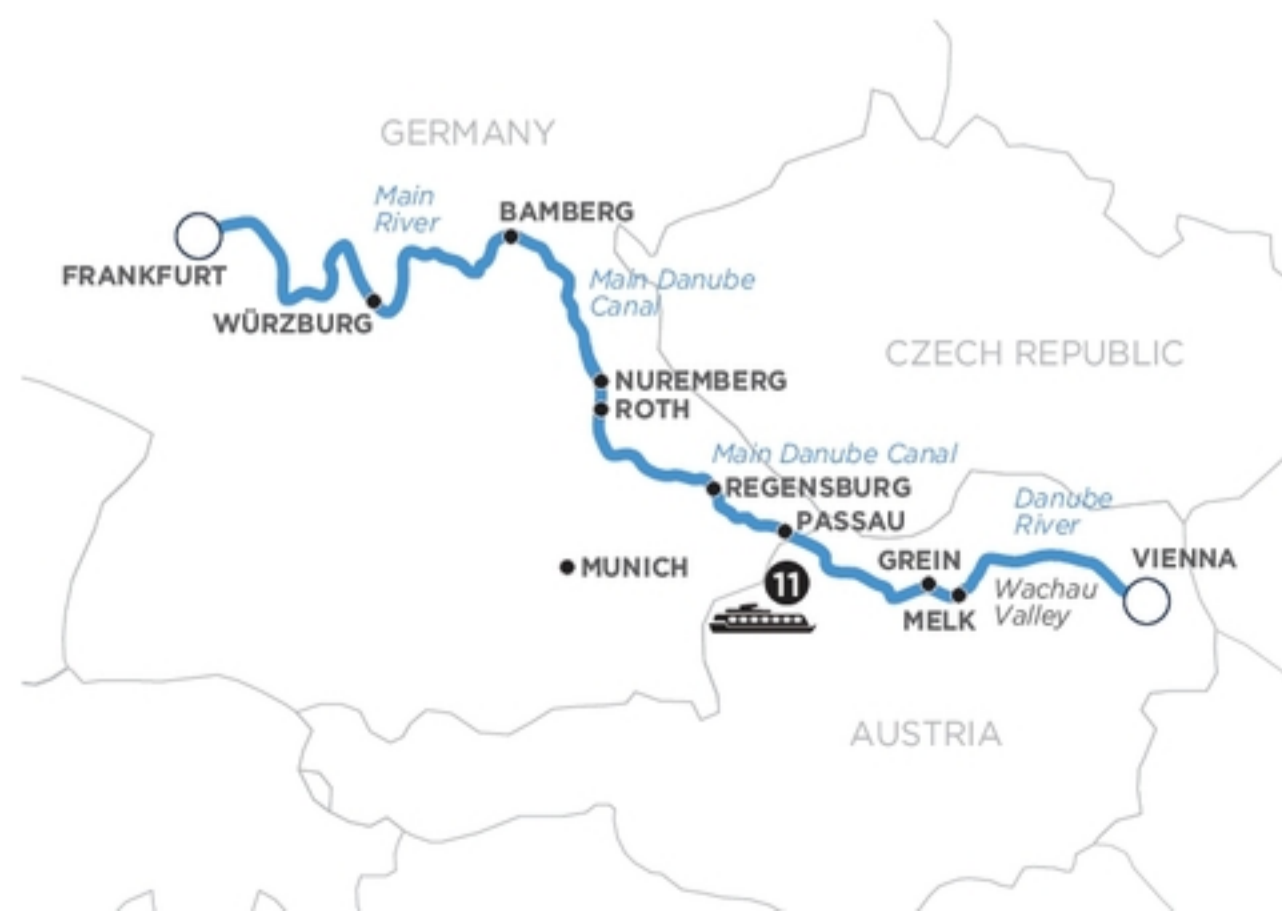 GERMANY
Main
River
BAMBERG
FRANKFURT
Main Danube
Canal
WÜRZBURG
CZECH REPUBLIC
NUREMBERG
ROTH
Main Danube Canal
REGENSBURG
Danube
River
PASSAU
GREIN
VIENNA
MUNICH
11
Wachau
Valley
MELK
AUSTRIA